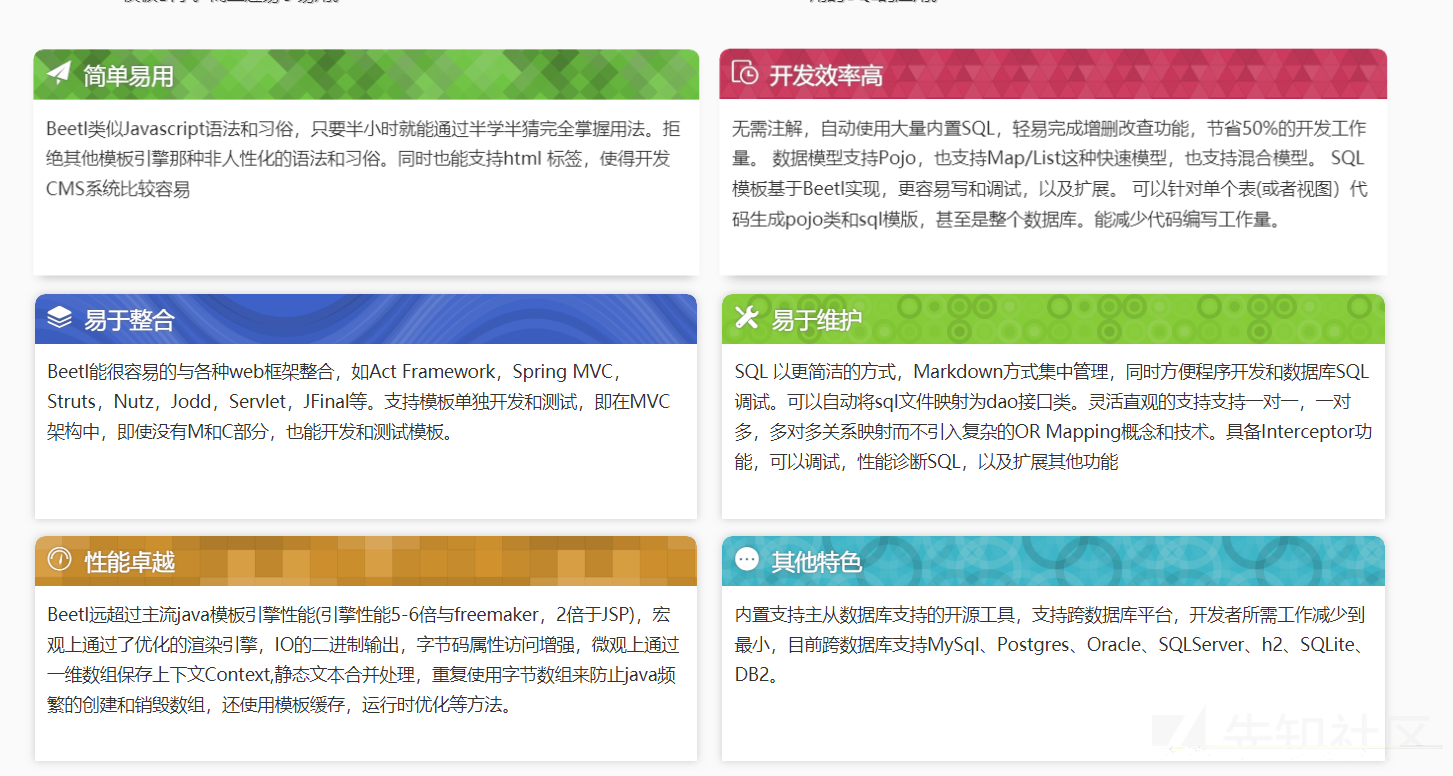 简单易用
Beetl类似Javascript语法和习俗，只要半小时就能通过半学半猜完全掌握用法。拒
绝其他模板引擎那种非人性化的语法和习俗。同时也能支持html 标签，使得开发
CMS系统比较容易
开发效率高
无需注解，自动使用大量内置SQL，轻易完成增删改查功能，节省50%的开发工作
量。 数据模型支持Pojo，也支持Map/List这种快速模型，也支持混合模型。 SQL
模板基于Beetl实现，更容易写和调试，以及扩展。 可以针对单个表(或者视图）代
码生成pojo类和sql模版，甚至是整个数据库。能减少代码编写工作量。
易于整合
Beetl能很容易的与各种web框架整合，如Act Framework，Spring MVC，
Struts，Nutz，Jodd，Servlet，JFinal等。支持模板单独开发和测试，即在MVC
架构中，即使没有M和C部分，也能开发和测试模板。
易于维护
SQL 以更简洁的方式，Markdown方式集中管理，同时方便程序开发和数据库SQL
调试。可以自动将sql文件映射为dao接口类。灵活直观的支持支持一对一，一对
多，多对多关系映射而不引入复杂的OR Mapping概念和技术。具备Interceptor功
能，可以调试，性能诊断SQL，以及扩展其他功能
性能卓越
Beetl远超过主流java模板引擎性能(引擎性能5-6倍与freemaker，2倍于JSP)，宏
观上通过了优化的渲染引擎，IO的二进制输出，字节码属性访问增强，微观上通过
一维数组保存上下文Context,静态文本合并处理，重复使用字节数组来防止java频
繁的创建和销毁数组，还使用模板缓存，运行时优化等方法。
其他特色
内置支持主从数据库支持的开源工具，支持跨数据库平台，开发者所需工作减少到
最小，目前跨数据库支持MySql、Postgres、Oracle、SQLServer、h2、SQLite、
DB2。
先知社区